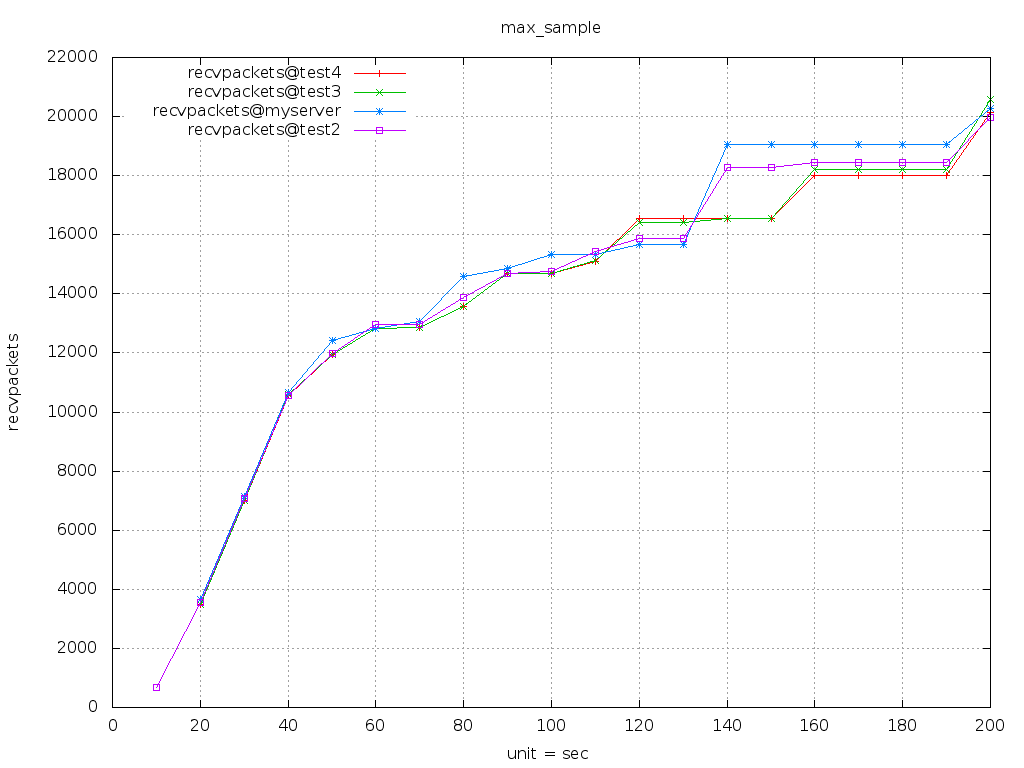 max_sample
22000
20000
18000
16000
14000
12000
10000
8000
6000
4000
2000
0
recvpackets@test4
recvpackets@test3
recvpackets@myserver
recvpackets@test2
recvpackets
0 20 40 60 80 100 120 140 160 180 200
unit = sec